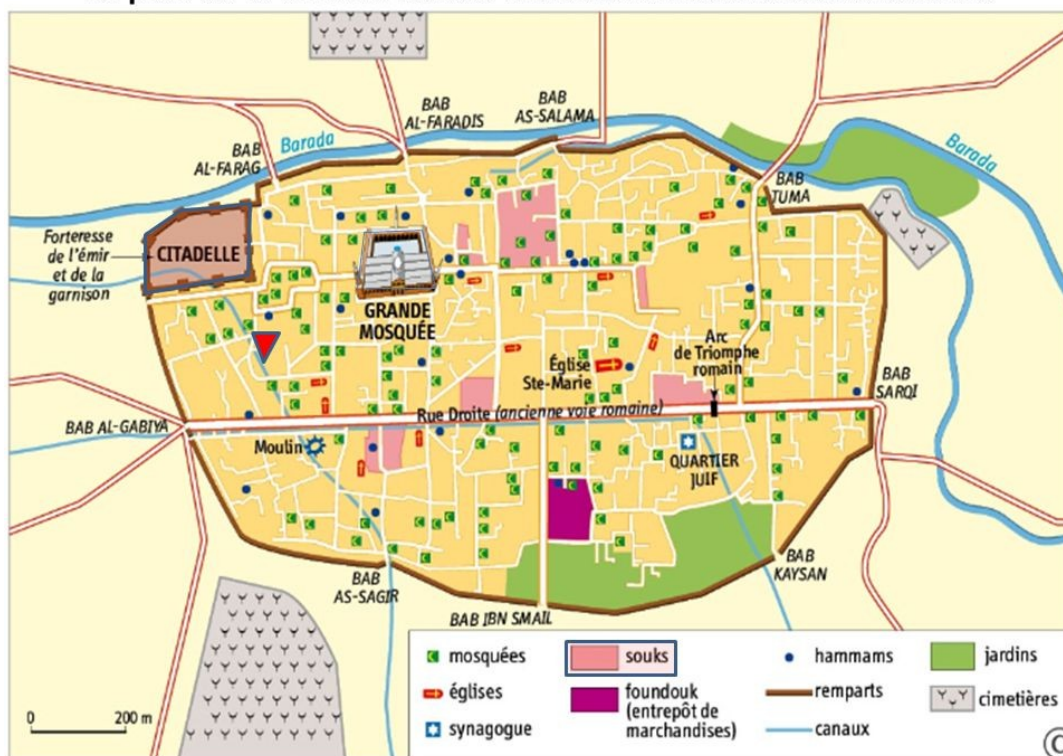 BAB
AL-FARADIS
BAB
AS-SALAMA
BAB
AL-FARAG
Barada
Barada
BAB
TUMA
Forteresse
de l'émir
et de la
garnison
CITADELLE
GRANDE
MOSQUÉE
Église
Ste-Marie
Arc
de Triomphe
romain
BAB
SARQI
Rue Droite (ancienne voie romaine)
BAB AL-GABIYA
Moulin
QUARTIER
JUIF
BAB
KAYSAN
BAB
AS-SAGIR
BAB IBN SMAIL
0 200 m
mosquées
églises
synagogue
souks
foundouk
(entrepôt de
marchandises)
hammams
remparts
canaux
jardins
cimetières